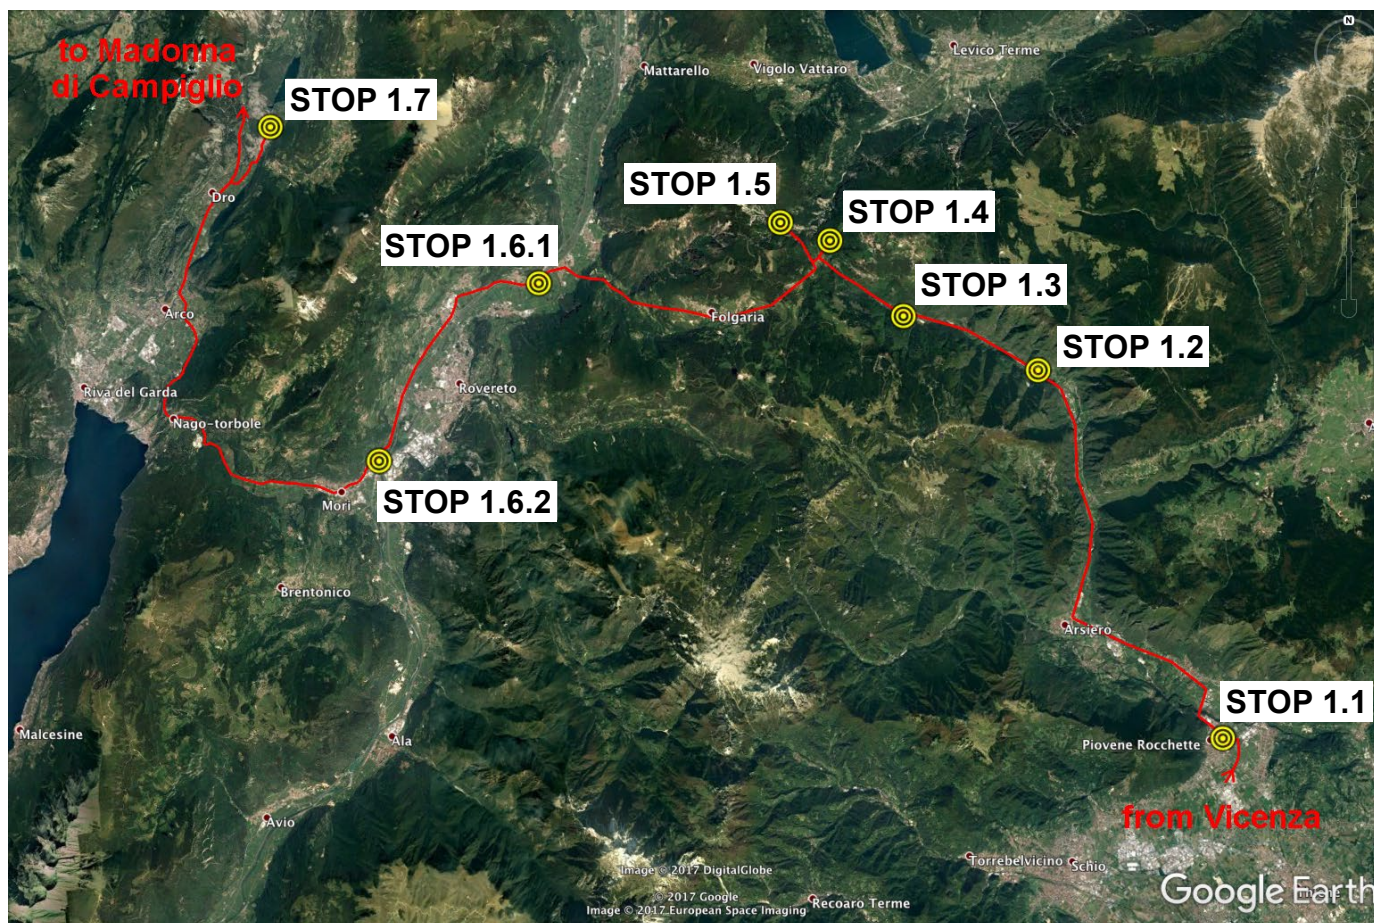 N
to Madonna
di Campiglio
Levico Terme
Mattarello
Vigolo Vattaro
STOP 1.7
STOP 1.5
Dro
STOP 1.4
STOP 1.6.1
STOP 1.3
Arco
Folgaria
STOP 1.2
Riva del Garda
Rovereto
Nago-torbole
STOP 1.6.2
Mori
Brentonico
Arsiero
STOP 1.1
Malcesine
Ala
Piovene Rocchette
from Vicenza
Avio
Torrebelvicino
Schio
Image © 2017 DigitalGlobe
© 2017 Google
Image © 2017 European Space Imaging
Recoaro Terme
Google Earth